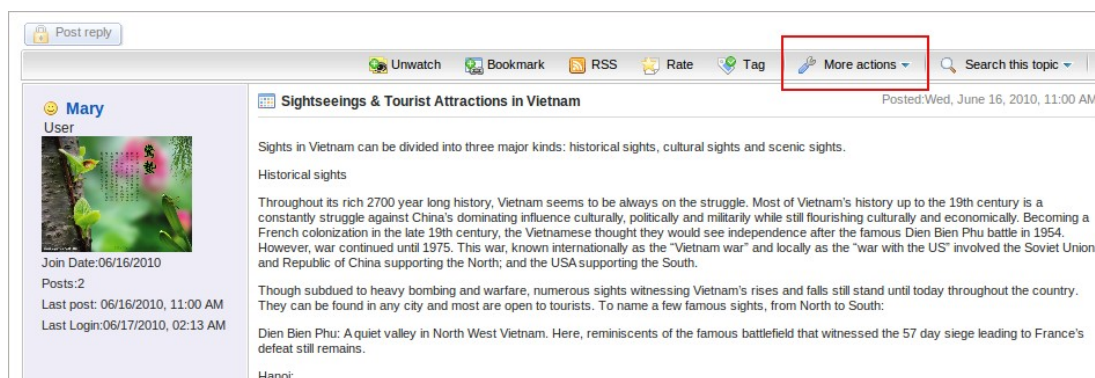 Post reply
Unwatch Bookmark RSS Rate Tag More actions Search this topic
Mary
User
Join Date:06/16/2010
Posts:2
Last post: 06/16/2010, 11:00 AM
Last Login:06/17/2010, 02:13 AM
Sightseeings & Tourist Attractions in Vietnam
Posted:Wed, June 16, 2010, 11:00 AM
Sights in Vietnam can be divided into three major kinds: historical sights, cultural sights and scenic sights.
Historical sights
Throughout its rich 2700 year long history, Vietnam seems to be always on the struggle. Most of Vietnam's history up to the 19th century is a
constantly struggle against China's dominating influence culturally, politically and militarily while still flourishing culturally and economically. Becoming a
French colonization in the late 19th century, the Vietnamese thought they would see independence after the famous Dien Bien Phu battle in 1954.
However, war continued until 1975. This war, known internationally as the “Vietnam war” and locally as the “war with the US” involved the Soviet Union
and Republic of China supporting the North; and the USA supporting the South.
Though subdued to heavy bombing and warfare, numerous sights witnessing Vietnam's rises and falls still stand until today throughout the country.
They can be found in any city and most are open to tourists. To name a few famous sights, from North to South:
Dien Bien Phu: A quiet valley in North West Vietnam. Here, reminiscents of the famous battlefield that witnessed the 57 day siege leading to France's
defeat still remains.
Hanoi: